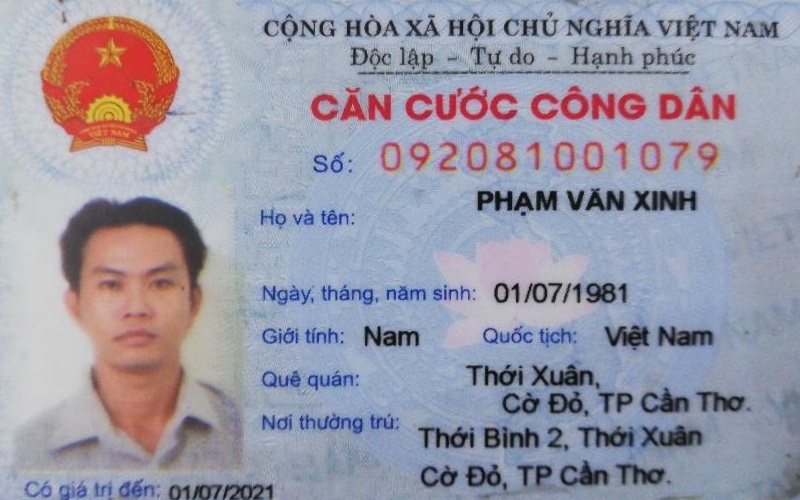 CỘNG HÒA XÃ HỘI CHỦ NGHĨA VIỆT NAM
Độc lập - Tự do - Hạnh phúc
CĂN CƯỚC CÔNG DÂN
Số: 092081001079
Họ và tên: PHẠM VĂN XINH
Ngày, tháng, năm sinh: 01/07/1981
Giới tính: Nam Quốc tịch: Việt Nam
Quê quán: Thới Xuân,
Cờ Đỏ, TP Cần Thơ.
Nơi thường trú: Thới Bình 2, Thới Xuân
Cờ Đỏ, TP Cần Thơ.
Có giá trị đến: 01/07/2021